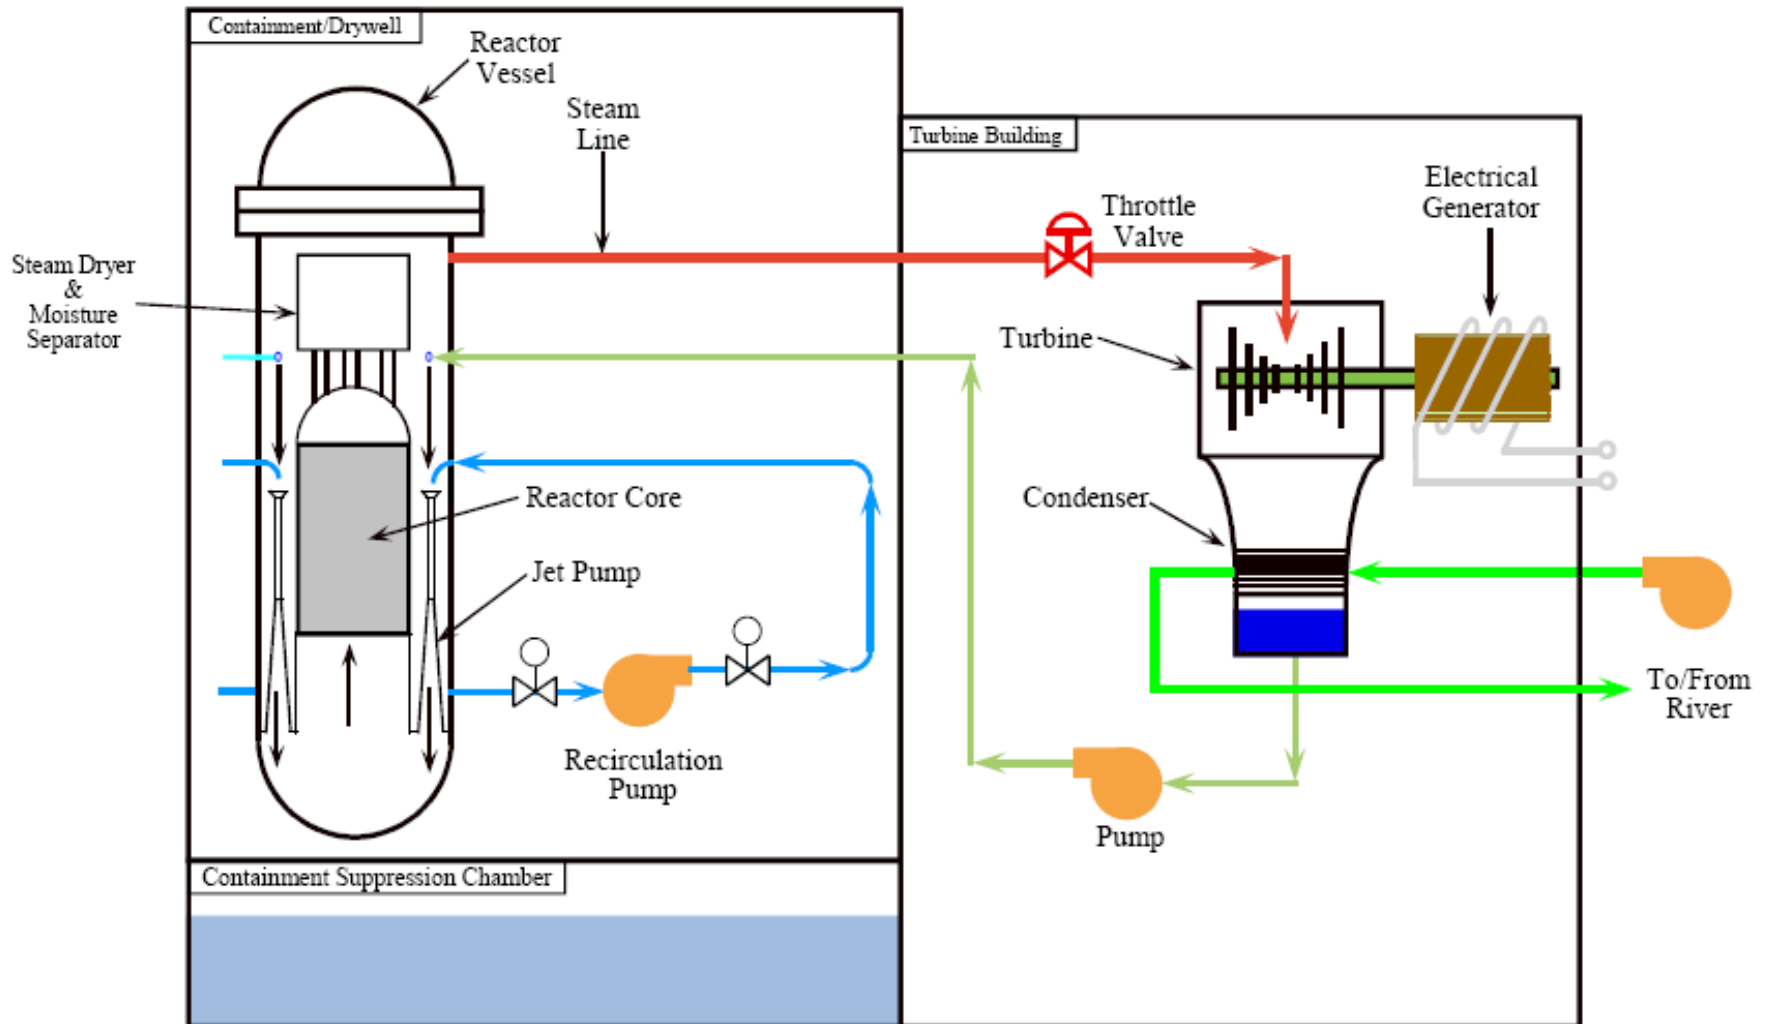 Containment/Drywell
Reactor
Vessel
Steam
Line
Turbine Building
Electrical
Generator
Throttle
Valve
Steam Dryer
&
Moisture
Separator
Turbine
Reactor Core
Condenser
Jet Pump
To/From
River
Recirculation
Pump
Pump
Containment Suppression Chamber